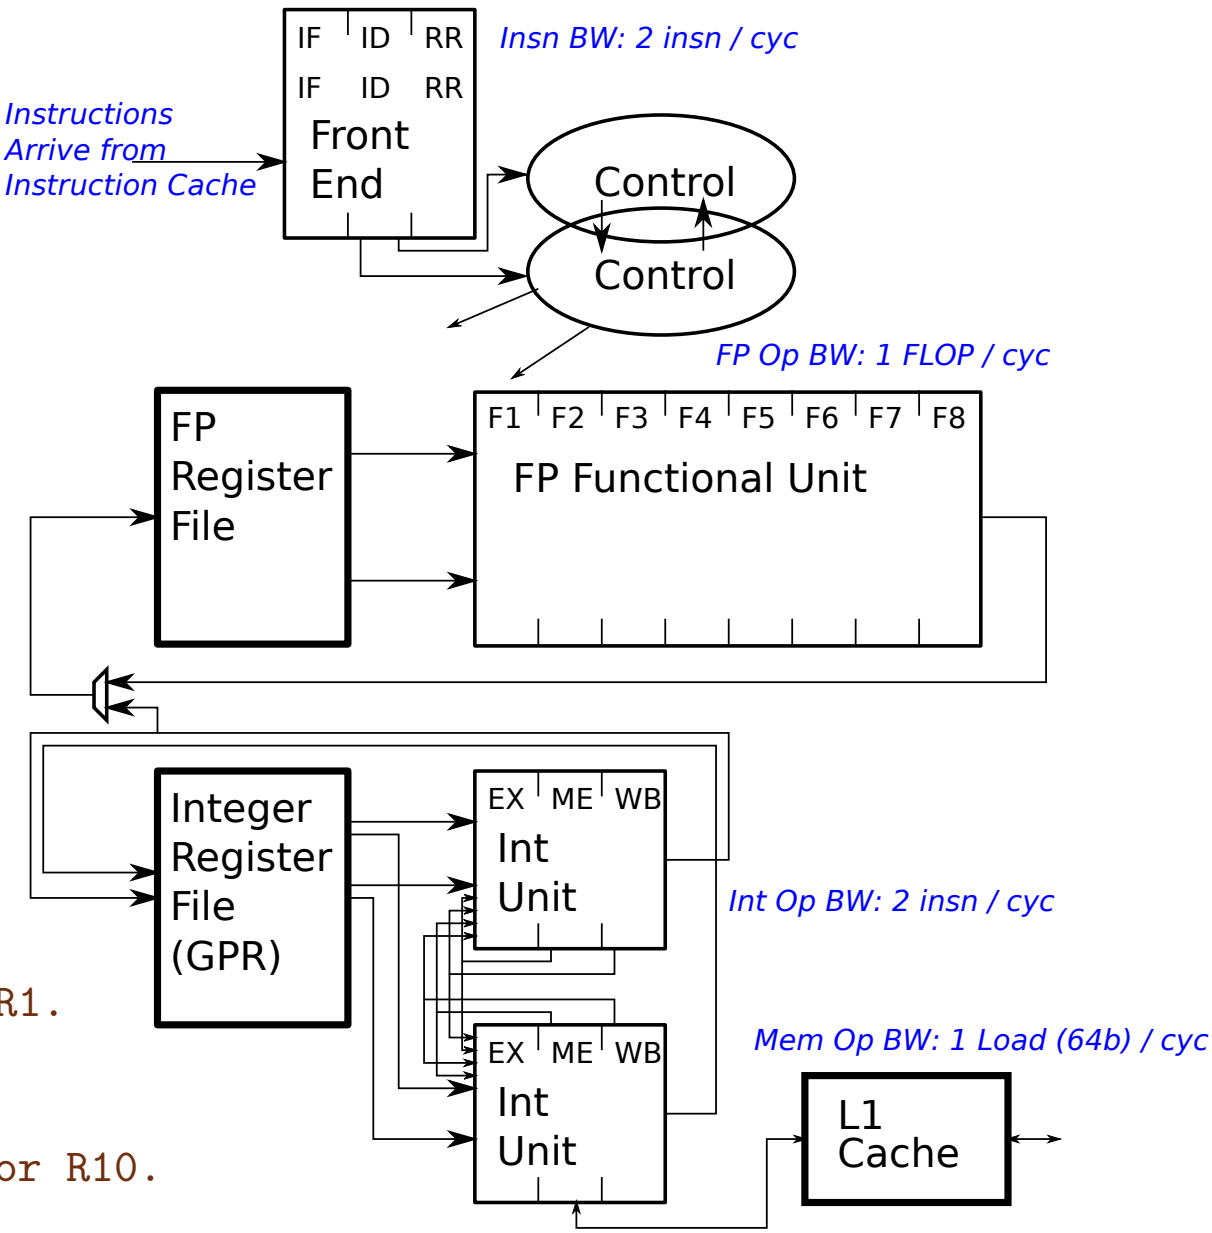 IF ID RR
Insn BW: 2 insn / cyc
IF ID RR
Instructions
Arrive from
Instruction Cache
Front
End
Control
Control
FP Op BW: 1 FLOP / cyc
FP
Register
File
F1 F2 F3 F4 F5 F6 F7 F8
FP Functional Unit
Integer
Register
File
(GPR)
EX ME WB
Int
Unit
Int Op BW: 2 insn / cyc
R1.
Mem Op BW: 1 Load (64b) / cyc
EX ME WB
Int
Unit
L1
Cache
or R10.